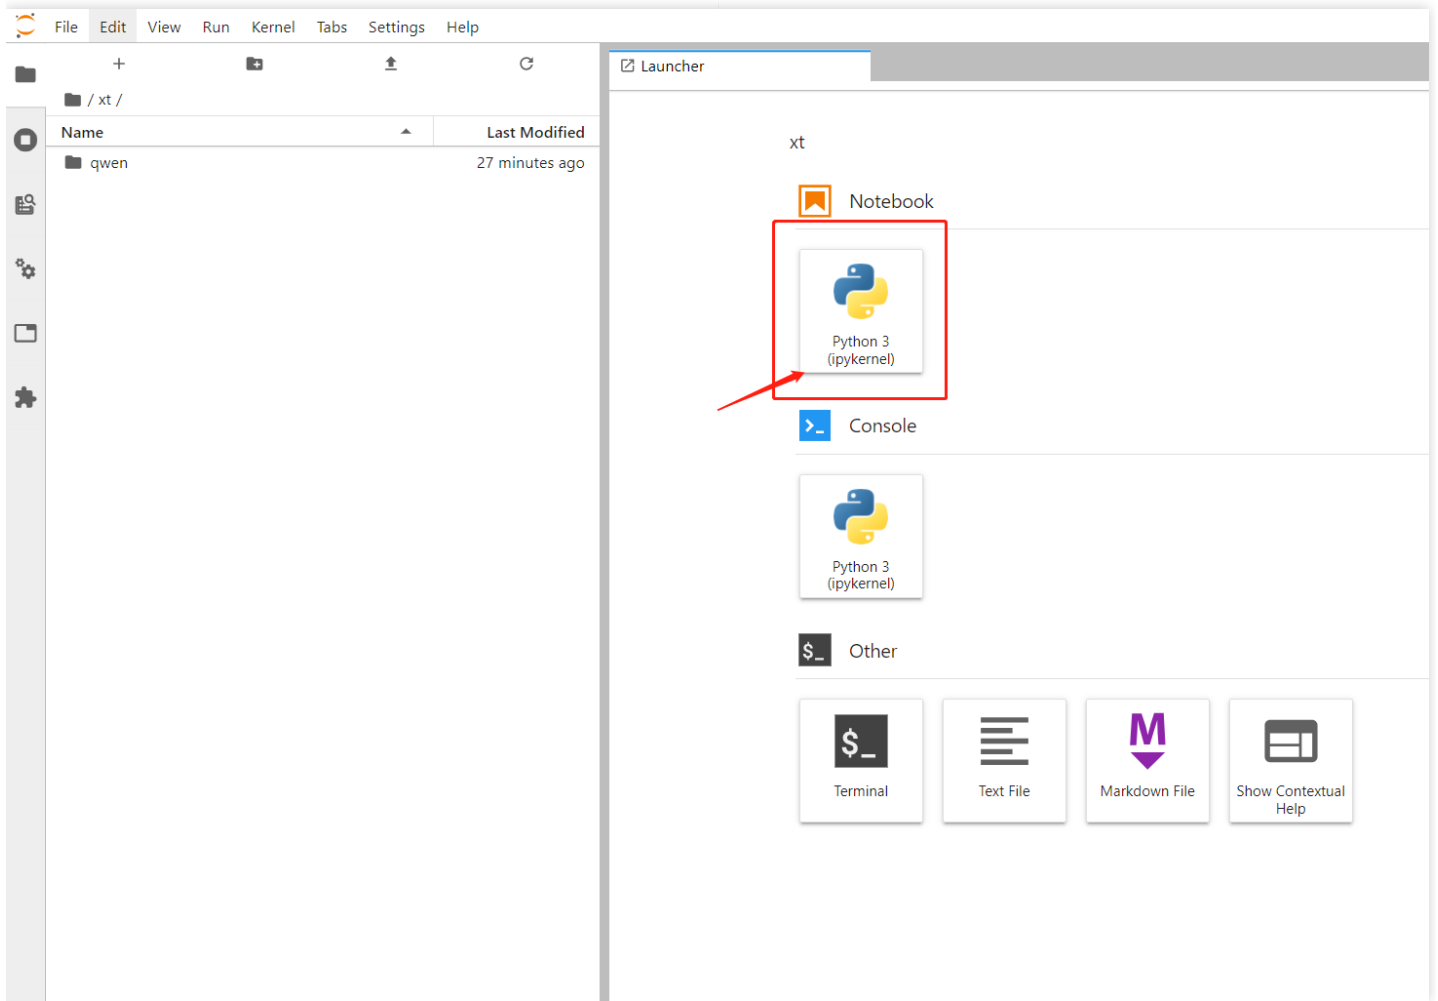 File Edit View Run Kernel Tabs Settings Help
/ xt /
Name Last Modified
qwen 27 minutes ago
Launcher
xt
Notebook
Python 3
(ipykernel)
Console
Python 3
(ipykernel)
$_ Other
$_
Terminal
Text File
M
Markdown File
Show Contextual
Help